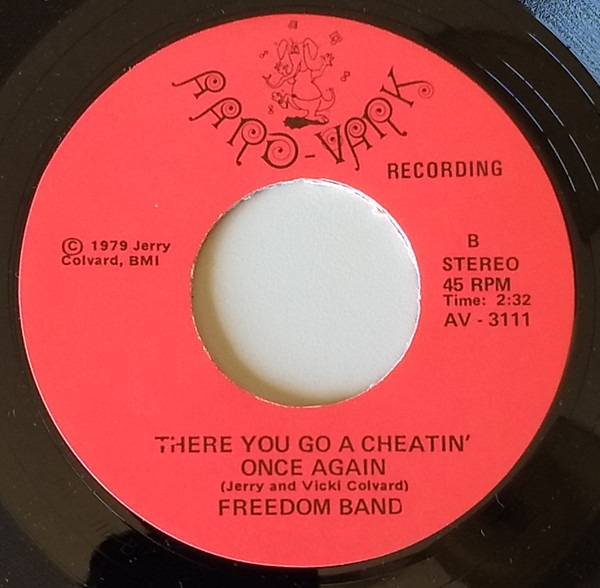 AARD-VARK
RECORDING
© 1979 Jerry
Colvard, BMI
B
STEREO
45 RPM
Time: 2:32
AV - 3111
THERE YOU GO A CHEATIN'
ONCE AGAIN
(Jerry and Vicki Colvard)
FREEDOM BAND